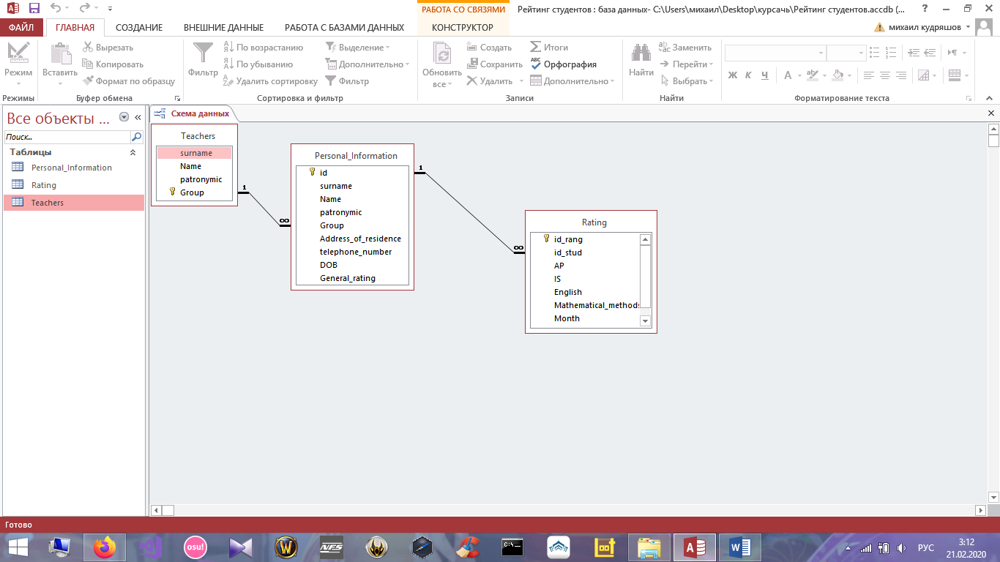 РАБОТА СО СВЯЗЯМИ
Рейтинг студентов : база данных- C:\Users\михаил\Desktop\курсачь\Рейтинг студентов.accdb (...
ФАЙЛ ГЛАВНАЯ СОЗДАНИЕ ВНЕШНИЕ ДАННЫЕ РАБОТА С БАЗАМИ ДАННЫХ КОНСТРУКТОР михаил кудряшов
Режим
Режимы
Вставить
Вырезать
Копировать
Формат по образцу
Буфер обмена
Фильтр
По возрастанию
По убыванию
Удалить сортировку
Выделение
Дополнительно
Фильтр
Сортировка и фильтр
Обновить
все
Создать
Сохранить
Удалить
Итоги
Орфография
Дополнительно
Записи
Найти
Заменить
Перейти
Выбрать
Найти
Ж К Ч А
Форматирование текста
Все объекты ...
Поиск...
Таблицы
Personal_Information
Rating
Teachers
Схема данных
Teachers
surname
Name
patronymic
Group
1
∞
Personal_Information
id
surname
Name
patronymic
Group
Address_of_residence
telephone_number
DOB
General_rating
1
∞
Rating
id_rang
id_stud
AP
IS
English
Mathematical_methods
Month
Готово
osu!
NFS
C:\
РУС
3:12
21.02.2020